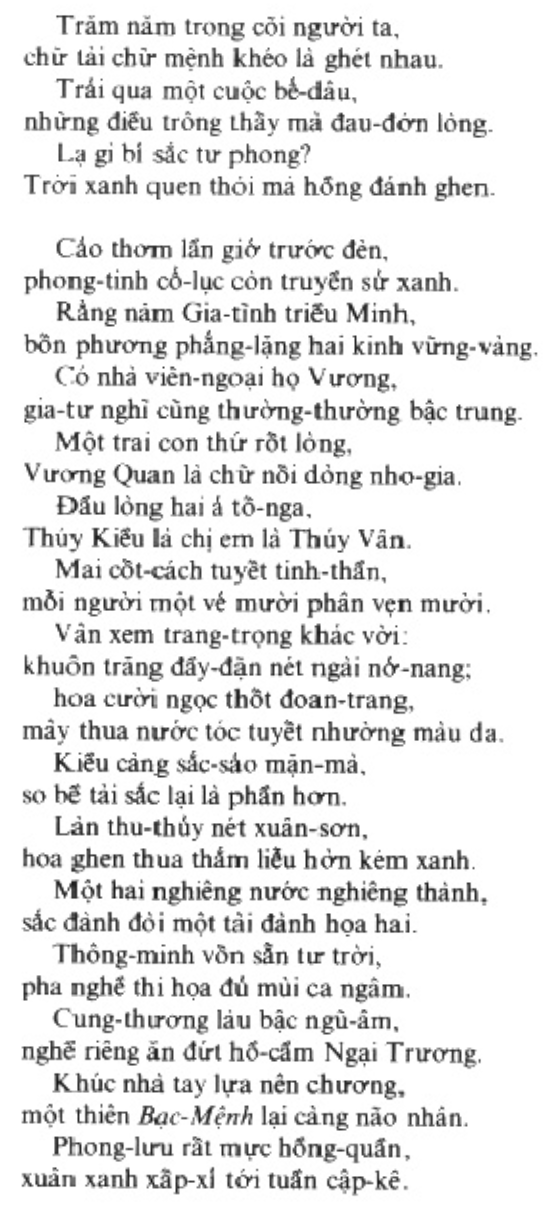 Trăm năm trong cõi người ta,
chữ tài chữ mệnh khéo là ghét nhau.
Trải qua một cuộc bể-dâu,
những điều trông thấy mà đau-đớn lòng.
Lạ gì bỉ sắc tư phong?
Trời xanh quen thói má hồng đánh ghen.

Cảo thơm lần giở trước đèn,
phong-tình cổ-lục còn truyền sử xanh.
Rằng năm Gia-tĩnh triều Minh,
bốn phương phẳng-lặng hai kinh vững-vàng.
Có nhà viên-ngoại họ Vương,
gia-tư nghĩ cũng thường-thường bậc trung.
Một trai con thứ rốt lòng,
Vương Quan là chữ nối dòng nho-gia.
Đầu lòng hai ả tố-nga,
Thúy Kiều là chị em là Thúy Vân.
Mai cốt-cách tuyết tinh-thần,
mỗi người một vẻ mười phân vẹn mười.
Vân xem trang-trọng khác vời:
khuôn trăng đầy-đặn nét ngài nở-nang;
hoa cười ngọc thốt đoan-trang,
mây thua nước tóc tuyết nhường màu da.
Kiều càng sắc-sảo mặn-mà,
so bề tài sắc lại là phần hơn.
Làn thu-thủy nét xuân-sơn,
hoa ghen thua thắm liễu hờn kém xanh.
Một hai nghiêng nước nghiêng thành,
sắc đành đòi một tài đành họa hai.
Thông-minh vốn sẵn tư trời,
pha nghề thi họa đủ mùi ca ngâm.
Cung-thương làu bậc ngũ-âm,
nghề riêng ăn đứt hồ-cầm Ngại Trương.
Khúc nhà tay lựa nên chương,
một thiên Bạc-Mệnh lại càng não nhân.
Phong-lưu rất mực hồng-quần,
xuân xanh xấp-xỉ tới tuần cập-kê.